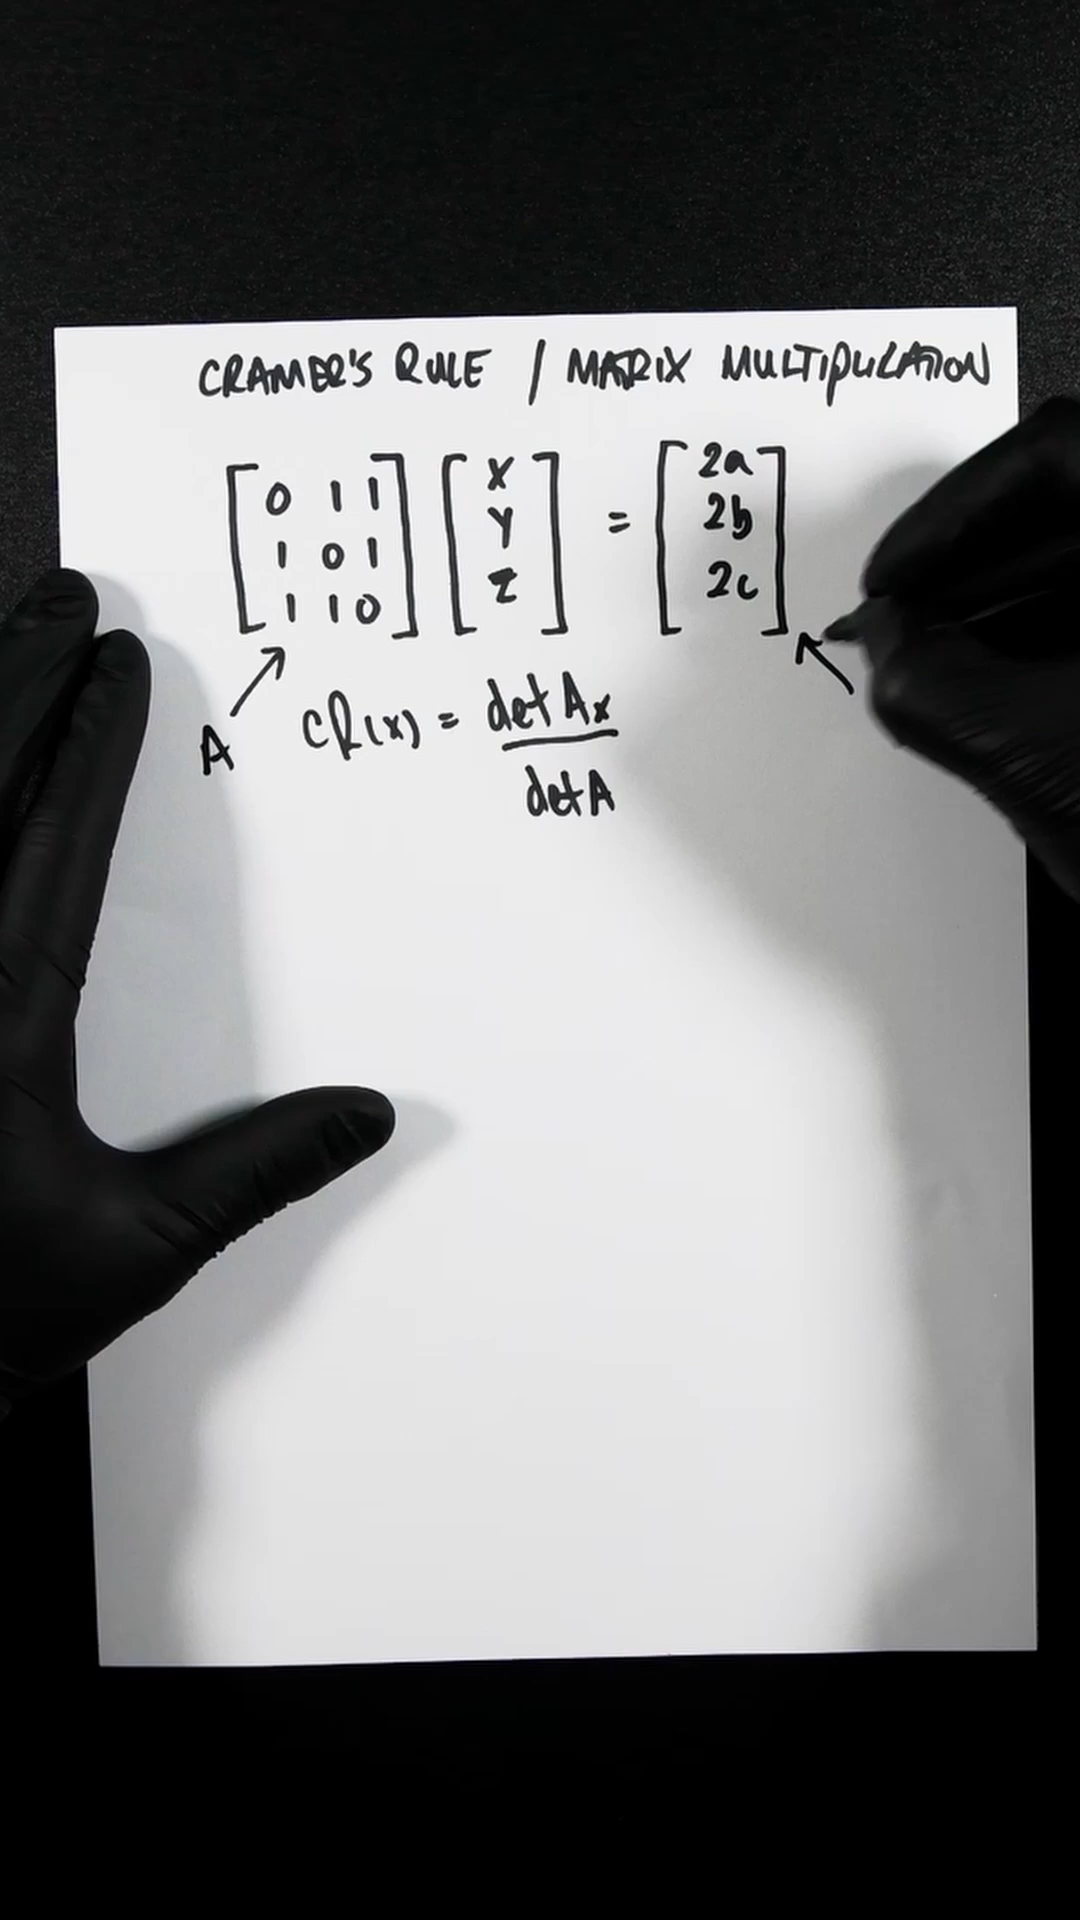 CRAMER'S RULE / MATRIX MULTIPLICATION
[0 1 1] [x] = [2a]
[1 0 1] [y] [2b]
[1 1 0] [z] [2c]
A CR(x) = det Ax
det A